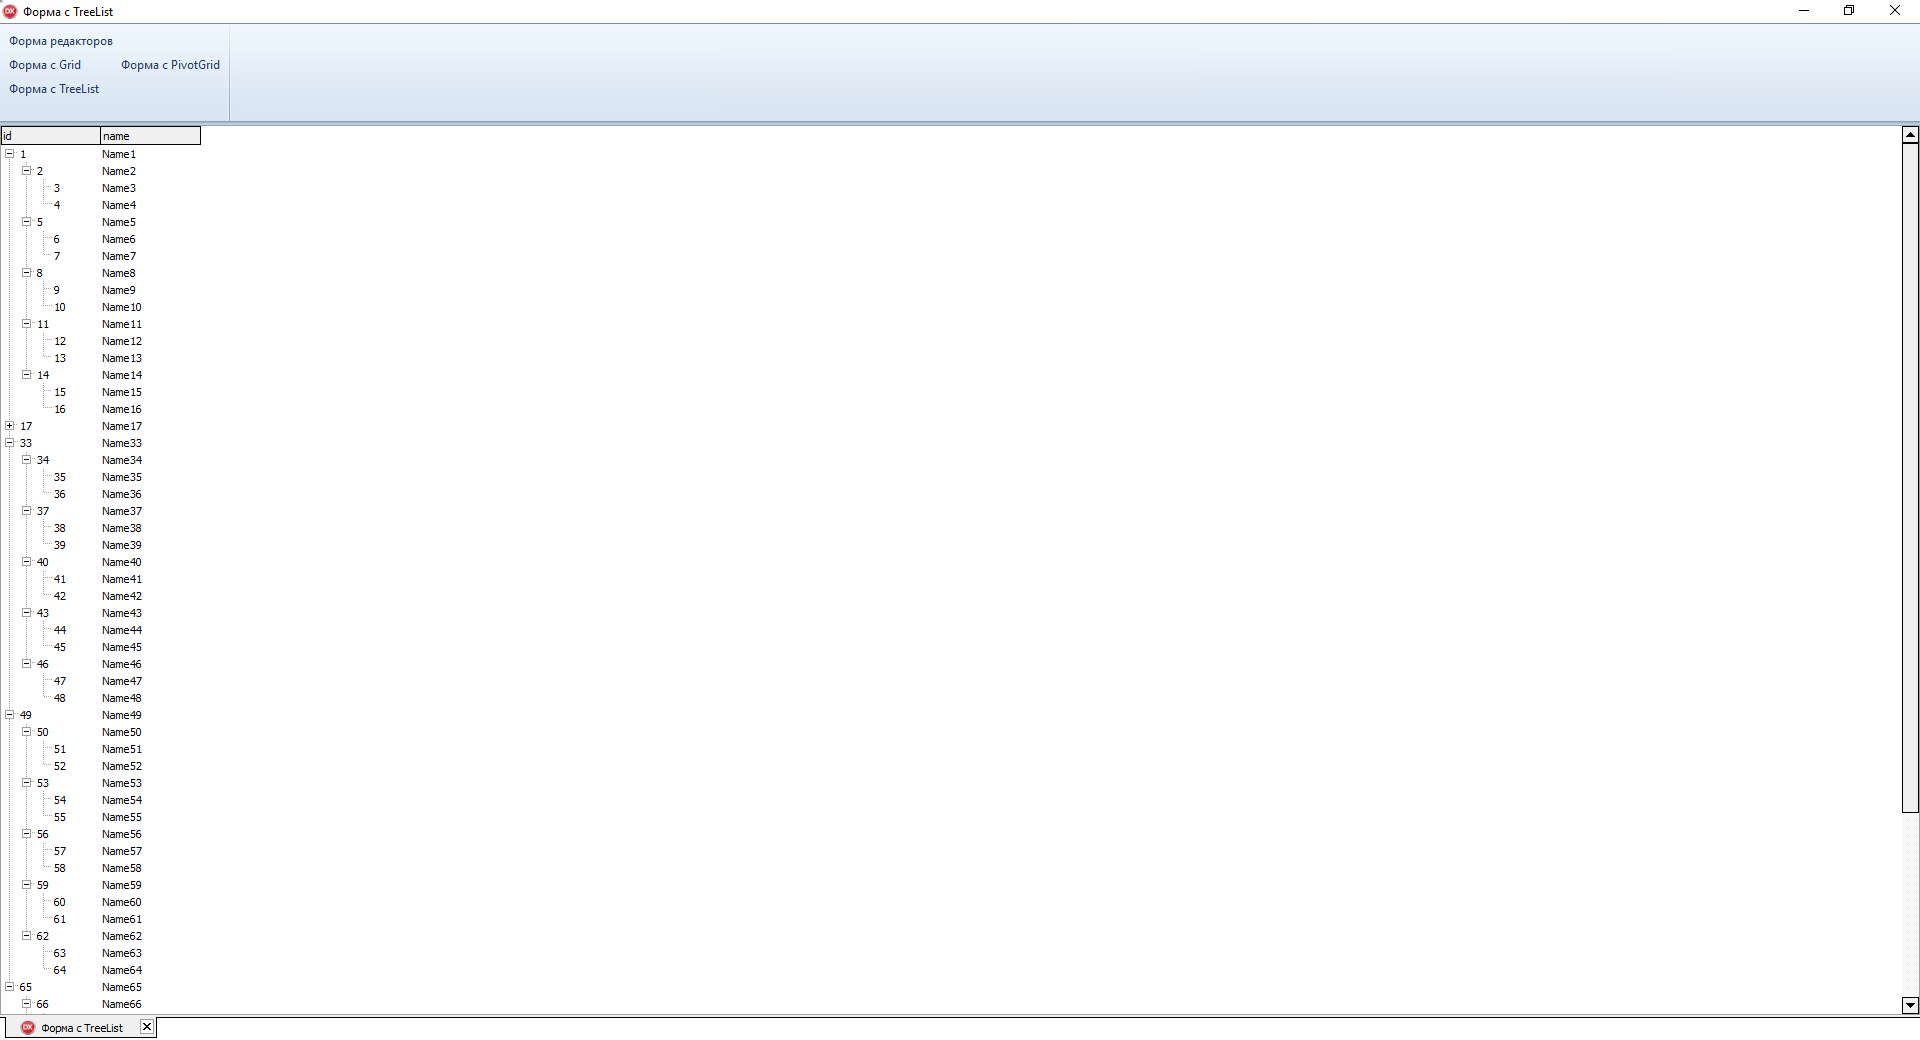 Форма с TreeList
Форма редакторов
Форма с Grid Форма с PivotGrid
Форма с TreeList
id name
1 Name1
2 Name2
3 Name3
4 Name4
5 Name5
6 Name6
7 Name7
8 Name8
9 Name9
10 Name10
11 Name11
12 Name12
13 Name13
14 Name14
15 Name15
16 Name16
17 Name17
33 Name33
34 Name34
35 Name35
36 Name36
37 Name37
38 Name38
39 Name39
40 Name40
41 Name41
42 Name42
43 Name43
44 Name44
45 Name45
46 Name46
47 Name47
48 Name48
49 Name49
50 Name50
51 Name51
52 Name52
53 Name53
54 Name54
55 Name55
56 Name56
57 Name57
58 Name58
59 Name59
60 Name60
61 Name61
62 Name62
63 Name63
64 Name64
65 Name65
66 Name66
DX Форма с TreeList